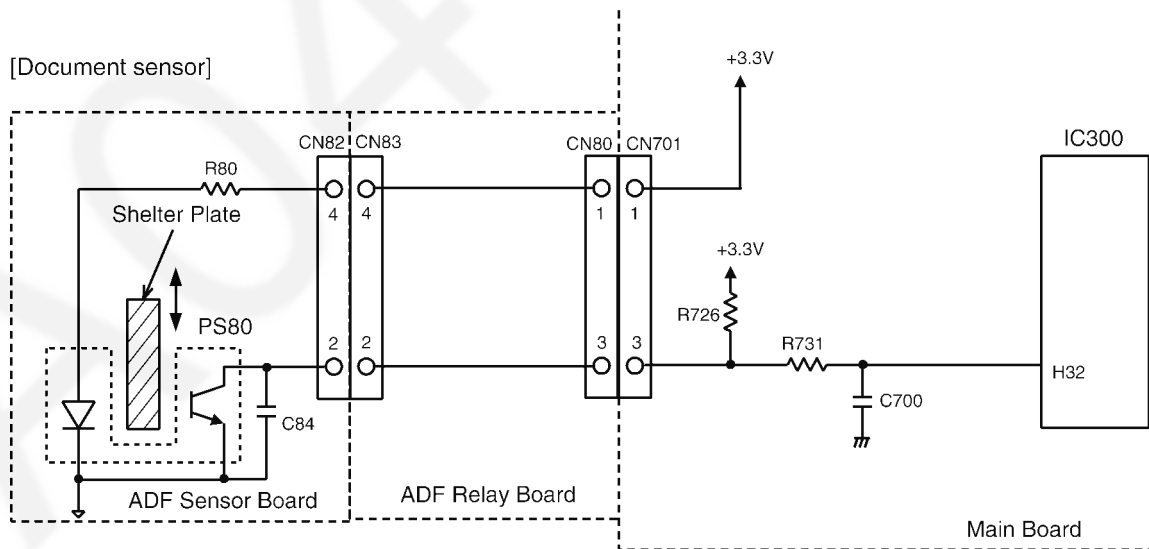 [Document sensor]
+3.3V
CN82 CN83
CN80 CN701
IC300
R80
4 4 1 1
Shelter Plate
+3.3V
PS80
R726
2 2 3 3
R731
H32
C84
C700
ADF Sensor Board
ADF Relay Board
Main Board